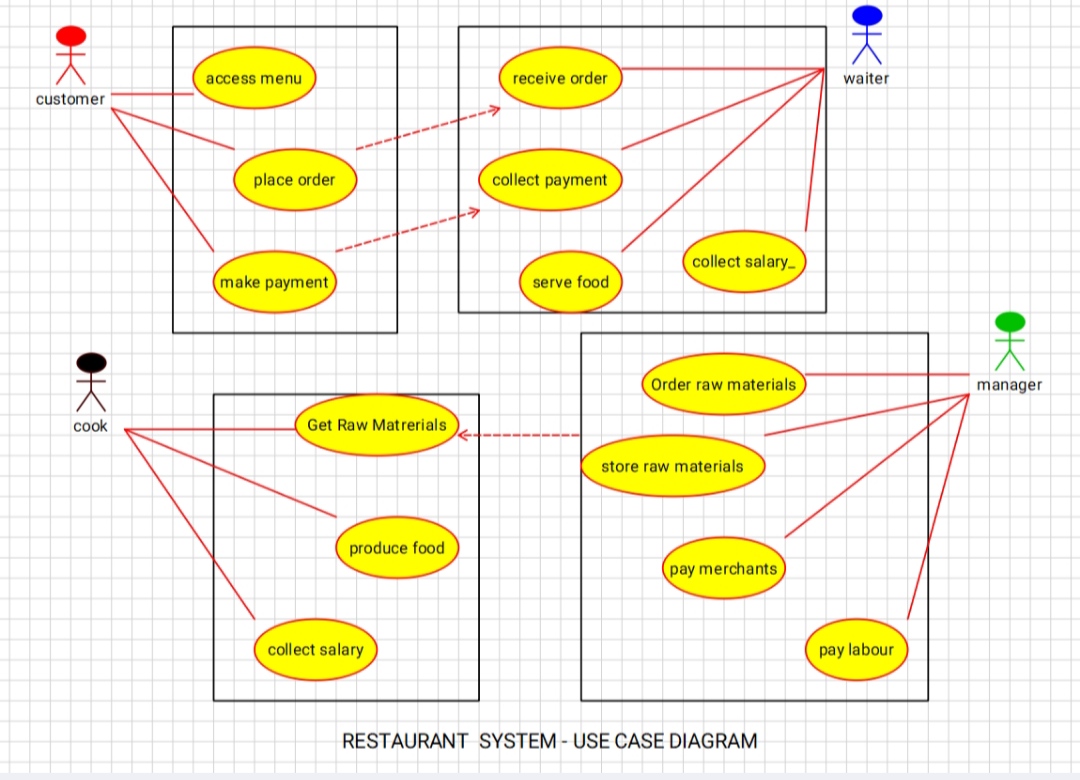 customer
access menu
place order
make payment
receive order
collect payment
serve food
collect salary_
waiter
cook
Get Raw Matrerials
produce food
collect salary
Order raw materials
store raw materials
pay merchants
pay labour
manager
RESTAURANT SYSTEM - USE CASE DIAGRAM